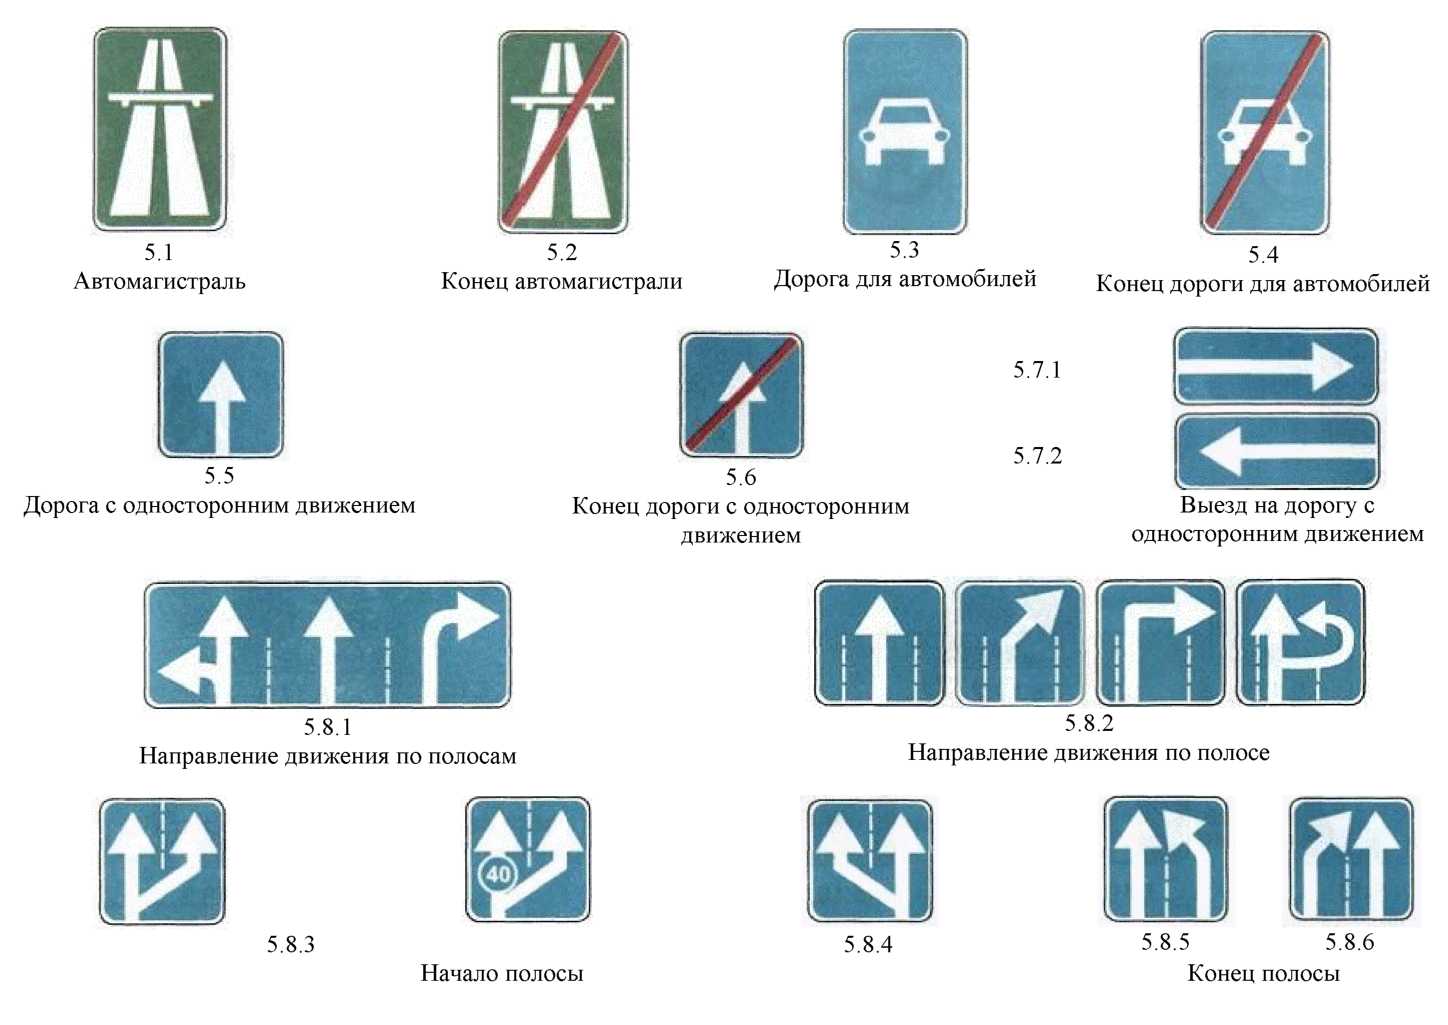 5.1
Автомагистраль
5.2
Конец автомагистрали
5.3
Дорога для автомобилей
5.4
Конец дороги для автомобилей
5.5
Дорога с односторонним движением
5.6
Конец дороги с односторонним
движением
5.7.1
5.7.2
Выезд на дорогу с
односторонним движением
5.8.1
Направление движения по полосам
5.8.2
Направление движения по полосе
40
5.8.3
Начало полосы
5.8.4
5.8.5
5.8.6
Конец полосы